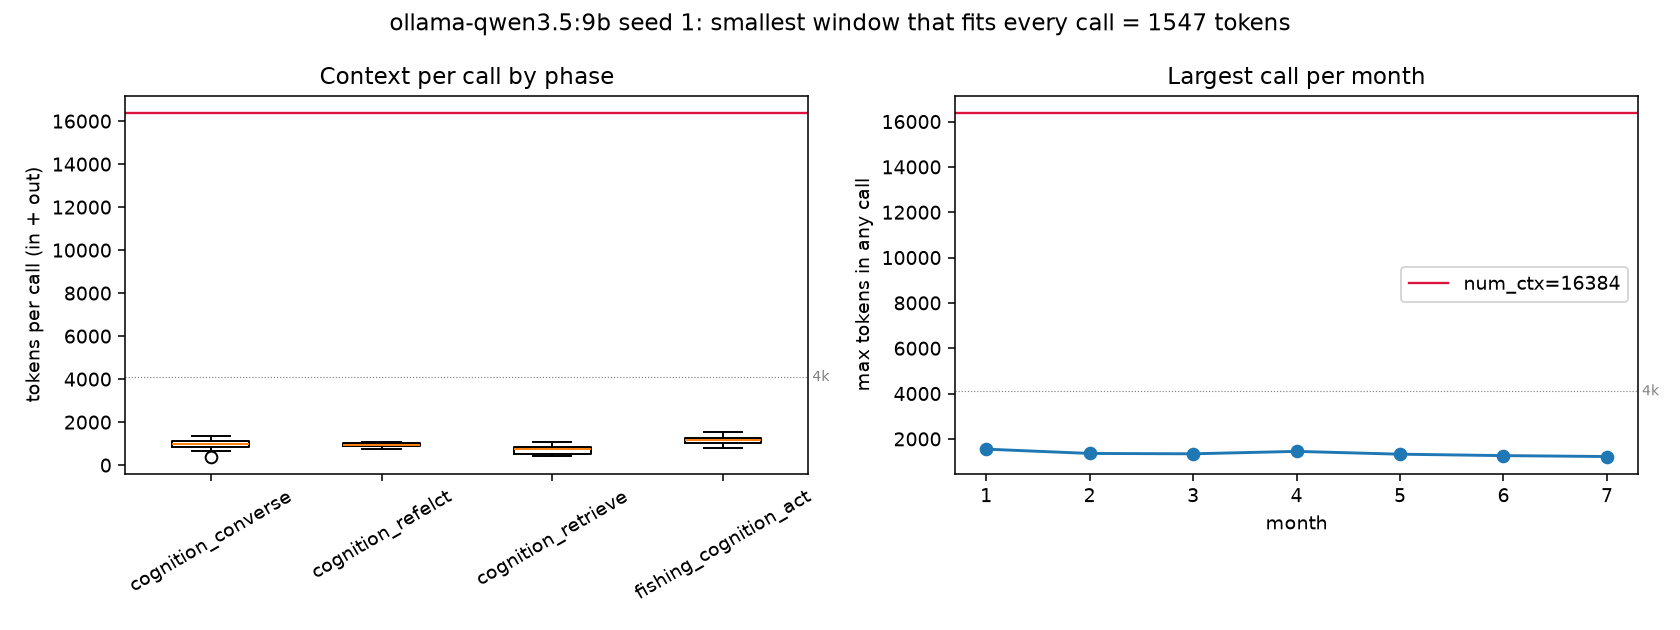 ollama-qwen3.5:9b seed 1: smallest window that fits every call = 1547 tokens
Context per call by phase
tokens per call (in + out)
16000
14000
12000
10000
8000
6000
4000
2000
0
4k
cognition_converse
cognition_refelct
cognition_retrieve
fishing_cognition_act
Largest call per month
max tokens in any call
16000
14000
12000
10000
8000
6000
4000
2000
num_ctx=16384
4k
1 2 3 4 5 6 7
month